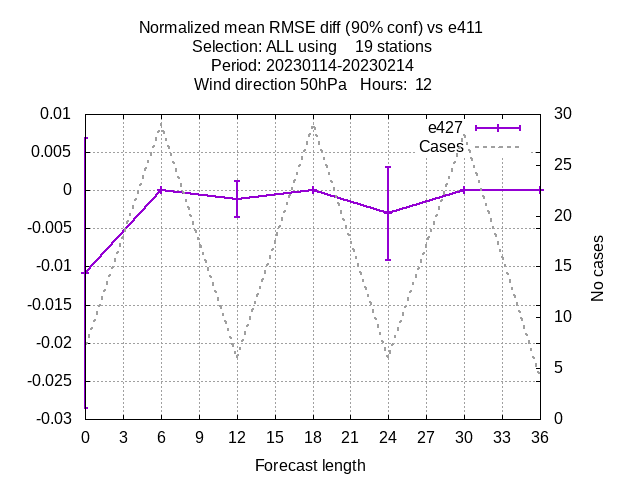 Normalized mean RMSE diff (90% conf) vs e411
Selection: ALL using    19 stations
Period: 20230114-20230214
Wind direction 50hPa   Hours:  12
0.01
0.005
0
-0.005
-0.01
-0.015
-0.02
-0.025
-0.03
e427
Cases
30
25
20
15
10
5
0
No cases
0 3 6 9 12 15 18 21 24 27 30 33 36
Forecast length